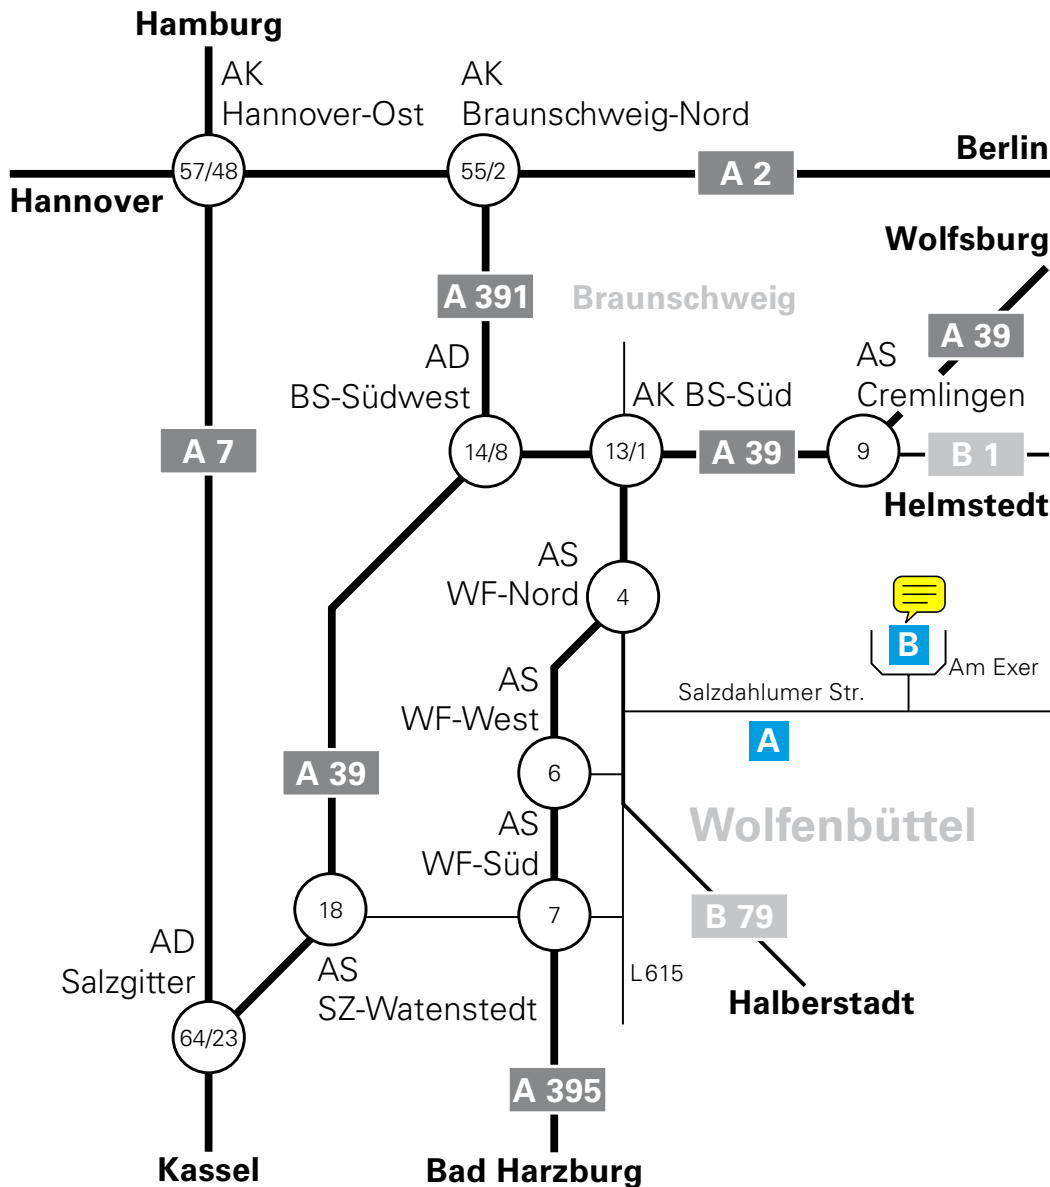 Hamburg
AK
Hannover-Ost
AK
Braunschweig-Nord
57/48
55/2
A 2
Berlin
Hannover
Wolfsburg
A 391
Braunschweig
A 39
AD
BS-Südwest
AK BS-Süd
AS
Cremlingen
A 7
14/8
13/1
A 39
9
B 1
Helmstedt
AS
WF-Nord
4
B
Am Exer
Salzdahlumer Str.
A
AS
WF-West
6
A 39
Wolfenbüttel
AS
WF-Süd
18
7
B 79
AD
Salzgitter
AS
SZ-Watenstedt
L615
Halberstadt
64/23
A 395
Kassel
Bad Harzburg